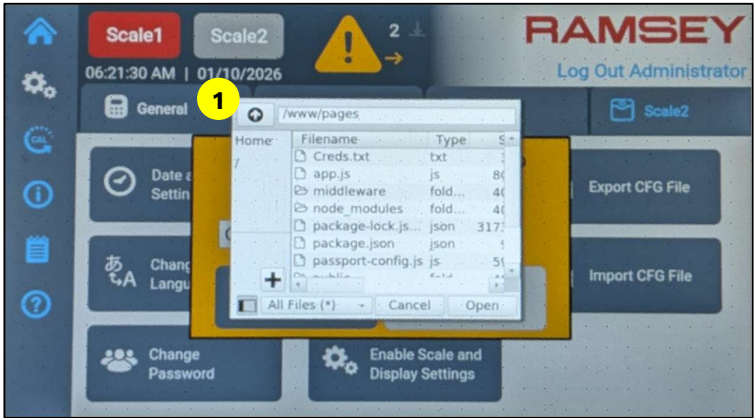 Scale1
Scale2
2
RAMSEY
06:21:30 AM | 01/10/2026
Log Out Administrator
General
1
Scale2
/www/pages
Home
/
Filename Type
Creds.txt txt
app.js js
middleware fold...
node_modules fold...
package-lock.js... json
package.json json
passport-config.js js
All Files (*) Cancel Open
CAL
Date
Settin
Export CFG File
Chang
Langu
Import CFG File
Change
Password
Enable Scale and
Display Settings